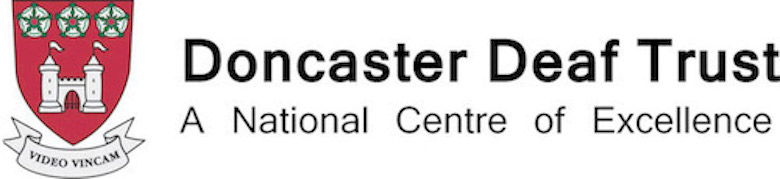 Doncaster Deaf Trust
A National Centre of Excellence
VIDEO VINCAM